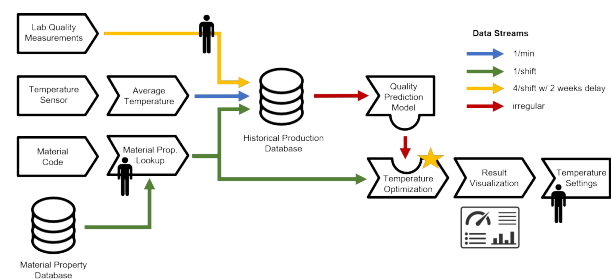 Lab Quality
Measurements
Data Streams
1/min
1/shift
4/shift w/ 2 weeks delay
irregular
Temperature
Sensor
Average
Temperature
Quality
Prediction
Model
Historical Production
Database
Material
Code
Material Prop.
Lookup
Temperature
Optimization
Result
Visualization
Temperature
Settings
Material Property
Database